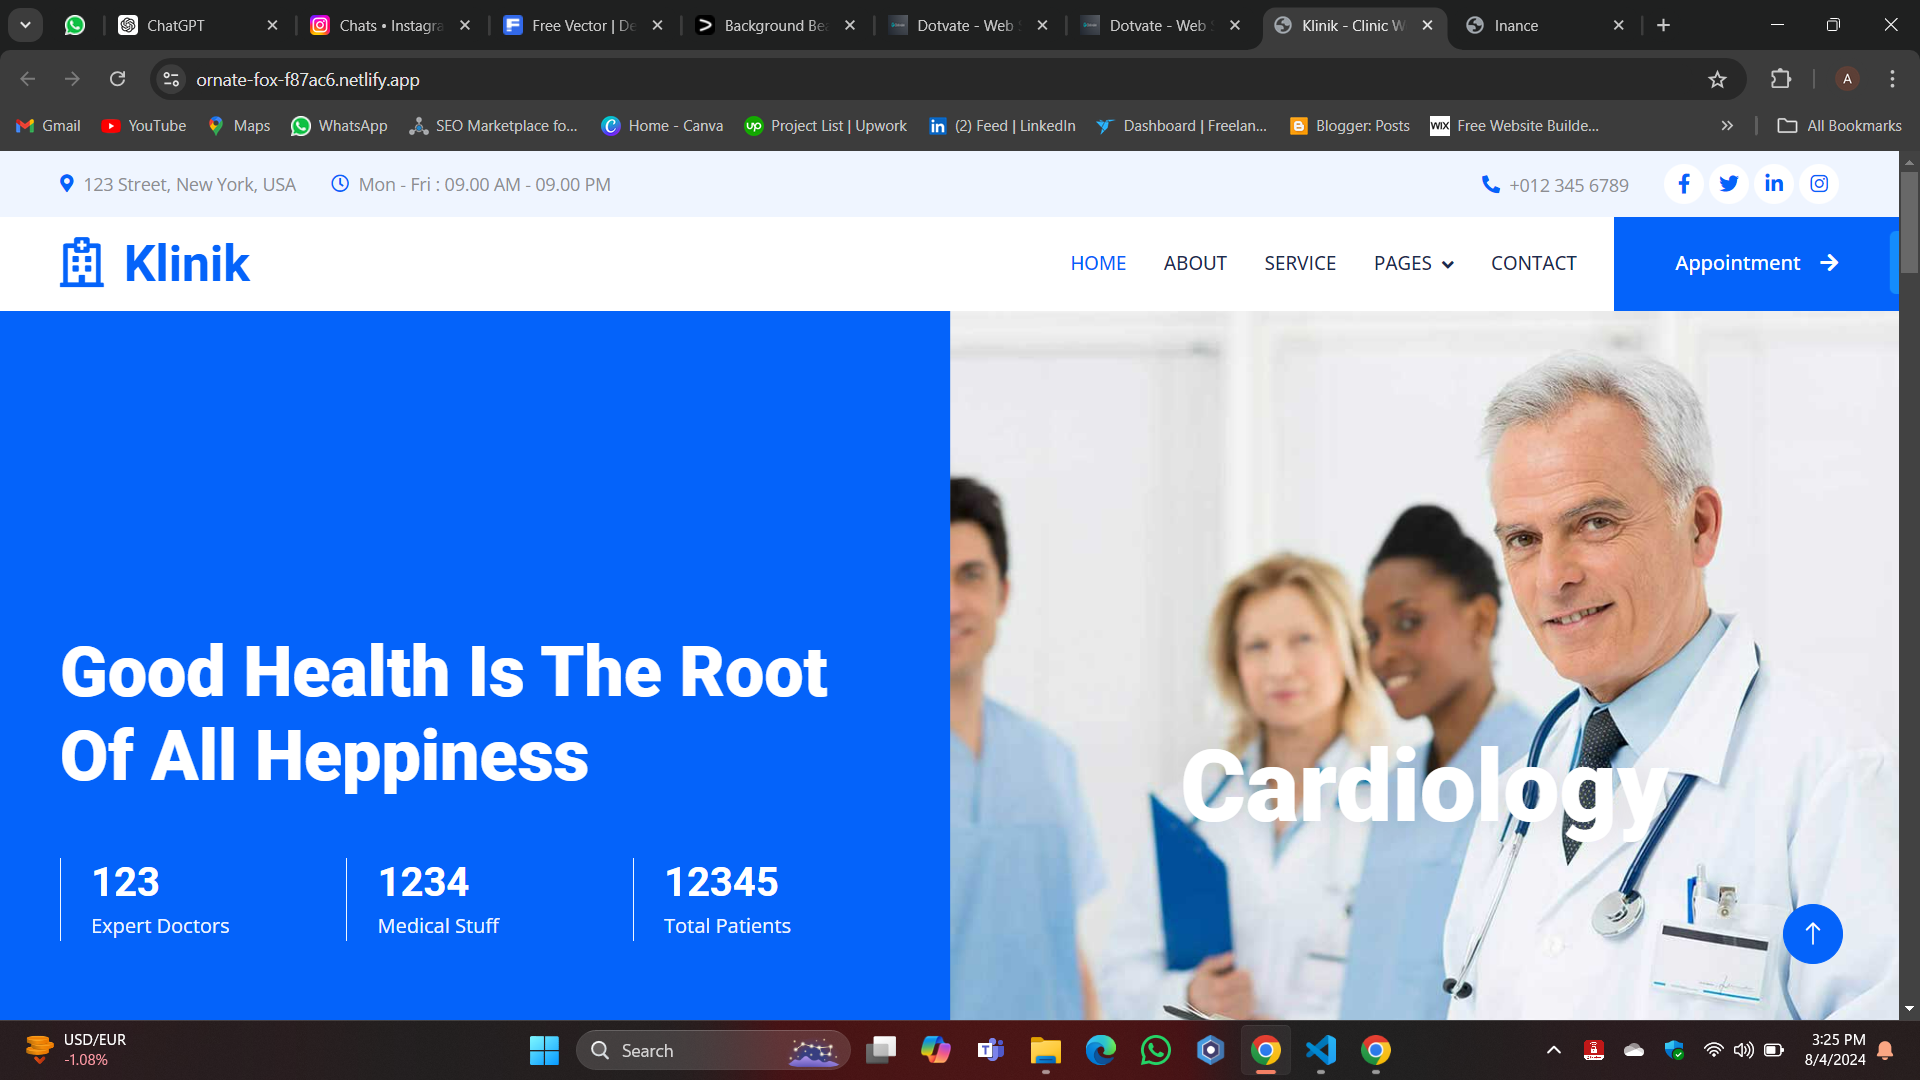 ChatGPT
Chats • Instagra
Free Vector | De
Background Bea
Dotvate - Web S
Dotvate - Web S
Klinik - Clinic W
Inance
ornate-fox-f87ac6.netlify.app
A
Gmail
YouTube
Maps
WhatsApp
SEO Marketplace fo...
Home - Canva
Project List | Upwork
(2) Feed | LinkedIn
Dashboard | Freelan...
Blogger: Posts
WIX
Free Website Builde...
All Bookmarks
123 Street, New York, USA
Mon - Fri : 09.00 AM - 09.00 PM
+012 345 6789
Klinik
HOME
ABOUT
SERVICE
PAGES
CONTACT
Appointment
Good Health Is The Root
Of All Heppiness
Cardiology
123
Expert Doctors
1234
Medical Stuff
12345
Total Patients
USD/EUR
-1.08%
Search
3:25 PM
8/4/2024